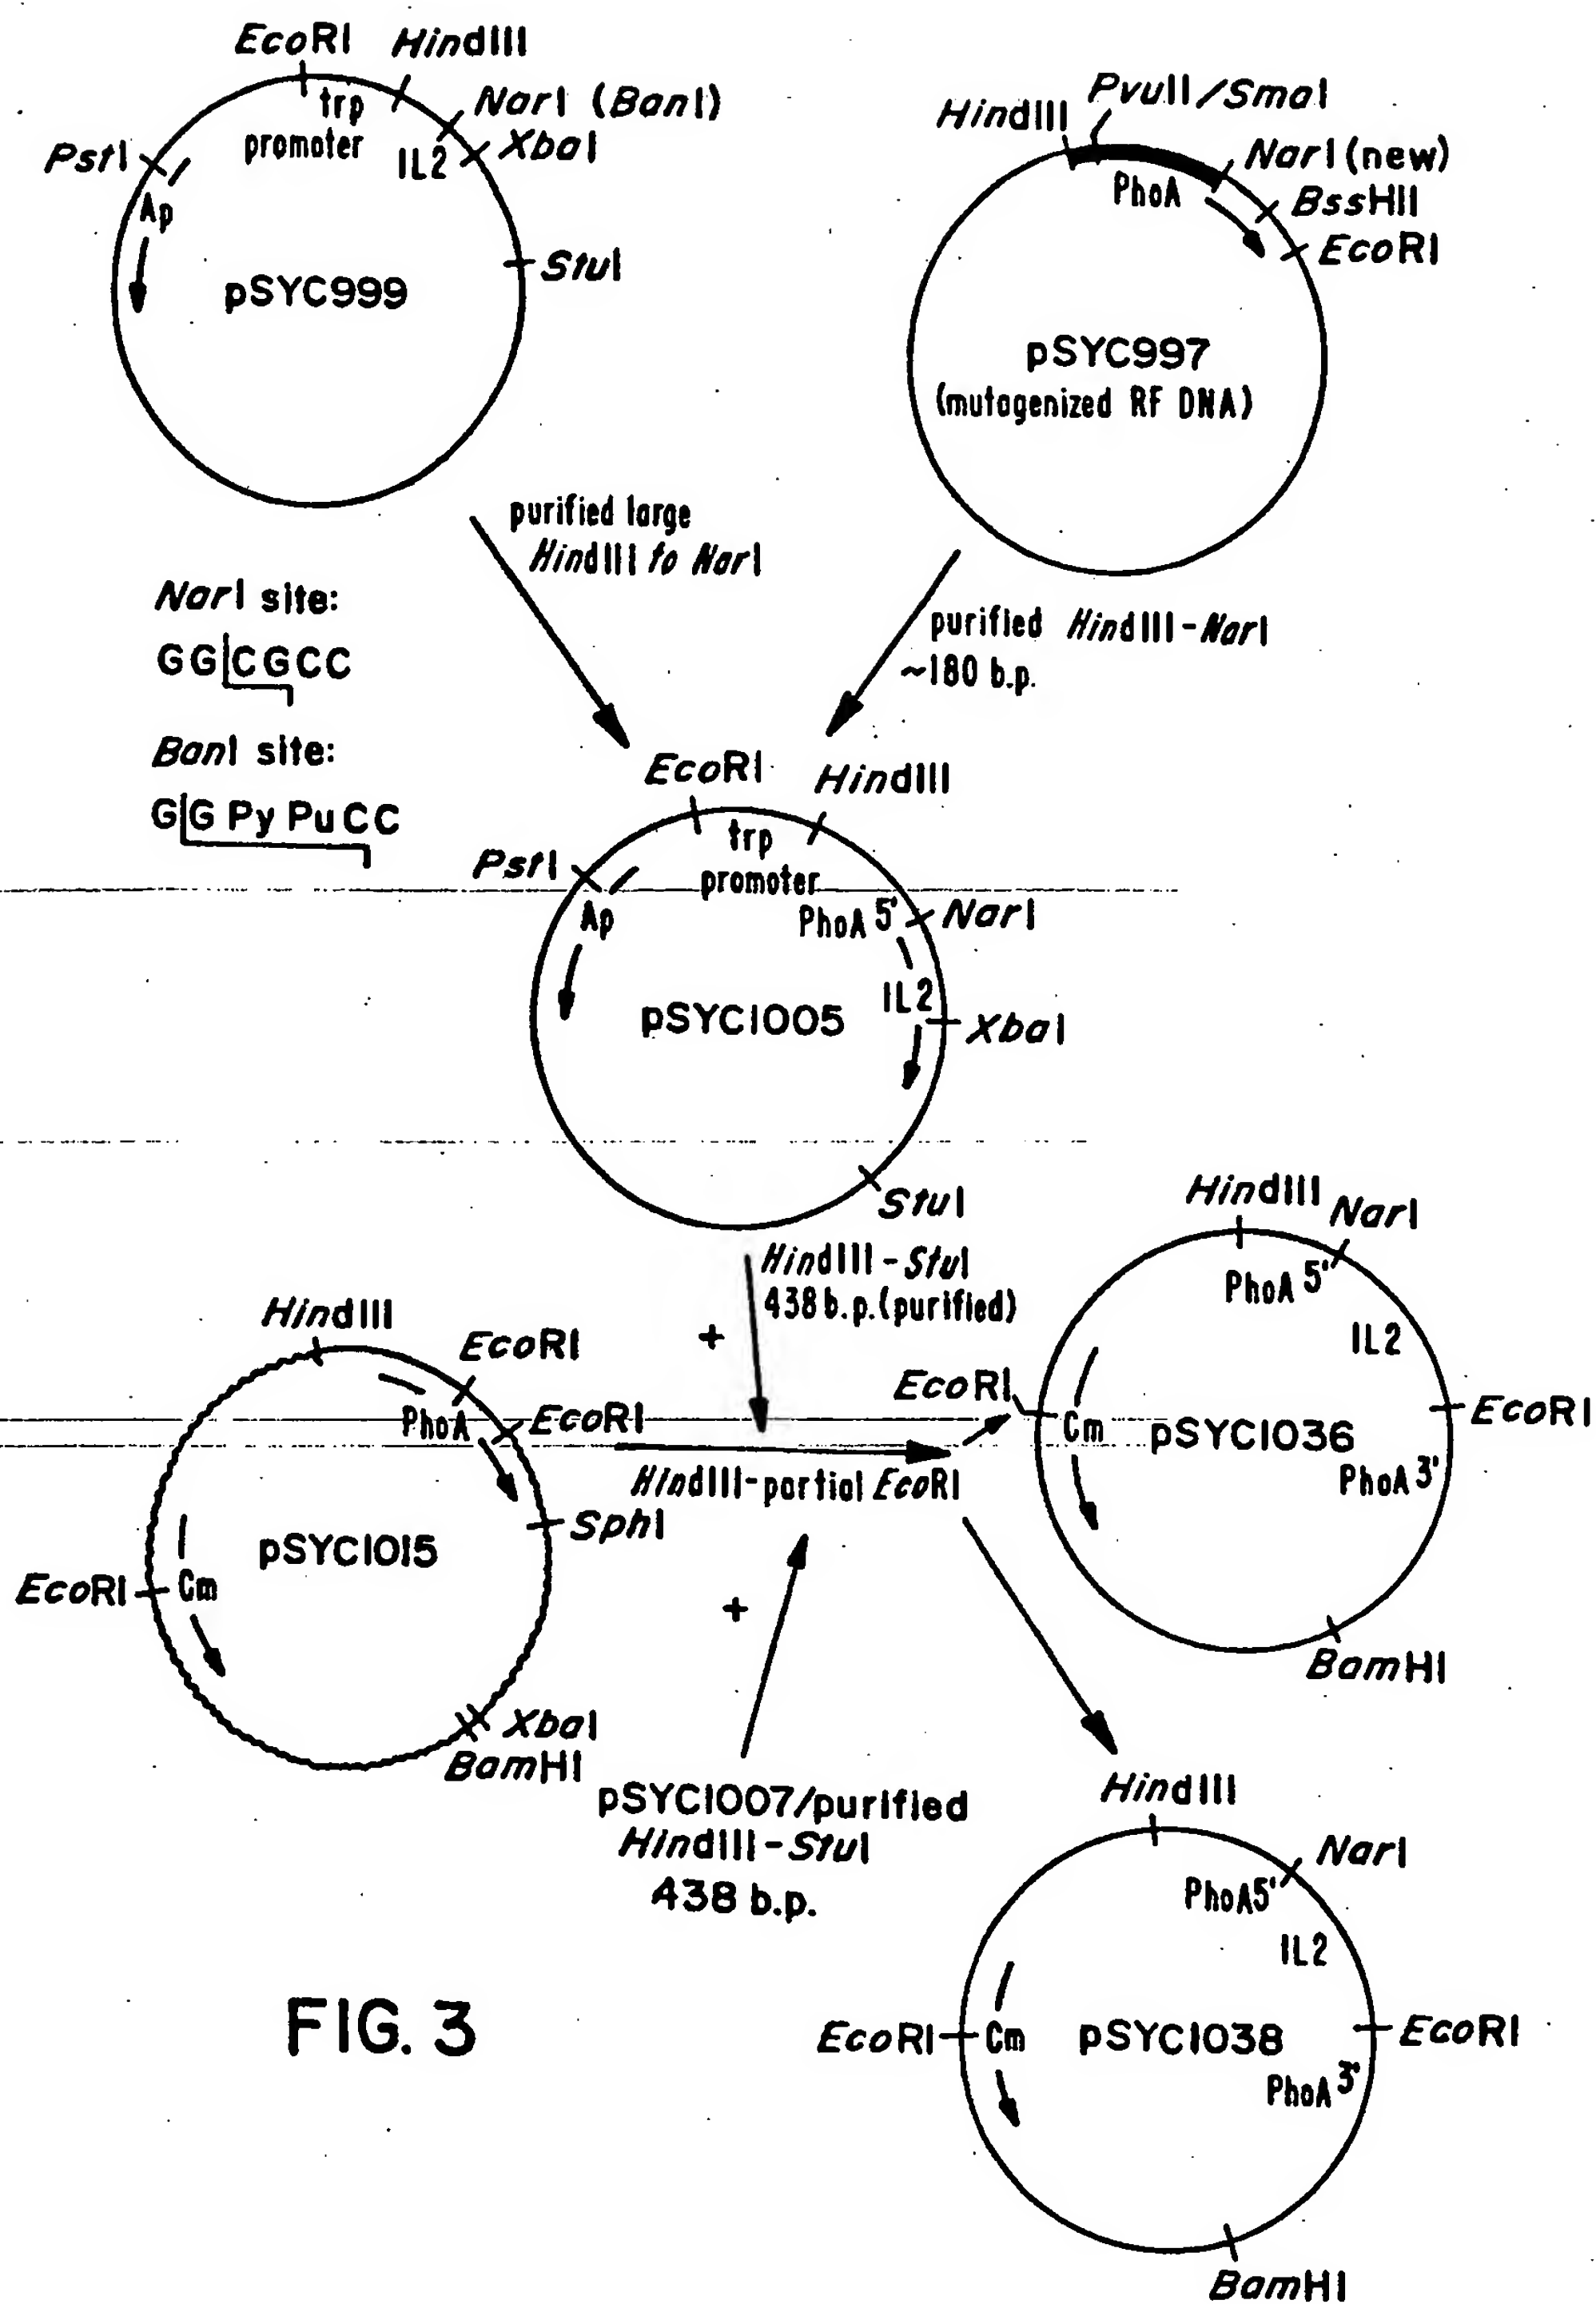 EcoRI HindIII
trp
promoter
NarI (BanI)
IL2 XbaI
PstI
Ap
StuI
pSYC999
HindIII
PvuII/SmaI
NarI (new)
PhoA
BssHII
EcoRI
pSYC997
(mutagenized RF DNA)
purified large
HindIII to NarI
purified HindIII-NarI
~180 b.p.
NarI site:
GGCGCC
BanI site:
GG Py Pu CC
EcoRI HindIII
trp
promoter
PstI
Ap
PhoA 5' NarI
IL2
XbaI
pSYC1005
StuI
HindIII-StuI
438 b.p. (purified)
+
HindIII
EcoRI
PhoA EcoRI
SphI
pSYC1015
EcoRI Cm
XbaI
BamHI
HindIII-partial EcoRI
+
pSYC1007/purified
HindIII-StuI
438 b.p.
HindIII NarI
PhoA 5'
IL2
EcoRI
Cm pSYC1036
EcoRI
PhoA 3'
BamHI
HindIII
NarI
PhoA5'
IL2
EcoRI Cm pSYC1038 EcoRI
PhoA 3'
BamHI
FIG. 3